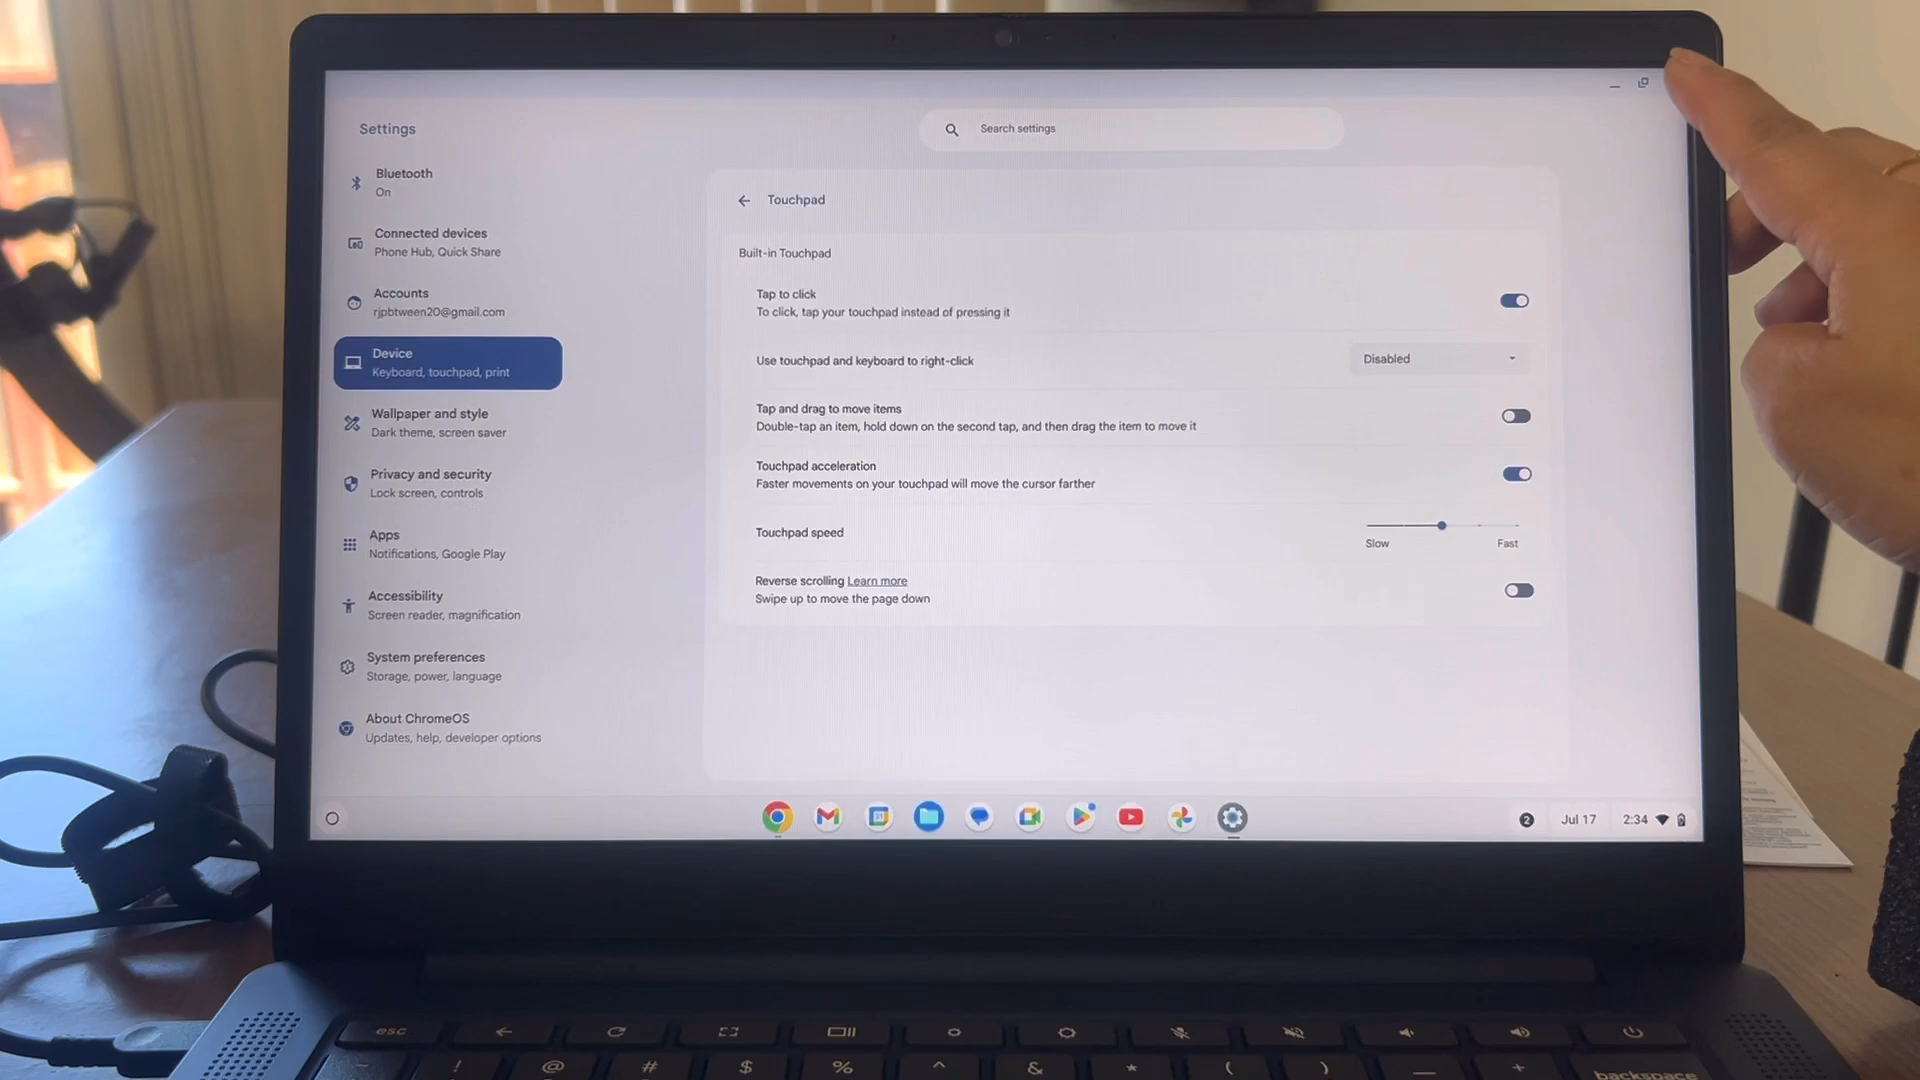 Settings
Search settings
Bluetooth
On
Connected devices
Phone Hub, Quick Share
Accounts
rjpbtween20@gmail.com
Device
Keyboard, touchpad, print
Wallpaper and style
Dark theme, screen saver
Privacy and security
Lock screen, controls
Apps
Notifications, Google Play
Accessibility
Screen reader, magnification
System preferences
Storage, power, language
About ChromeOS
Updates, help, developer options
Touchpad
Built-in Touchpad
Tap to click
To click, tap your touchpad instead of pressing it
Use touchpad and keyboard to right-click
Disabled
Tap and drag to move items
Double-tap an item, hold down on the second tap, and then drag the item to move it
Touchpad acceleration
Faster movements on your touchpad will move the cursor farther
Touchpad speed
Slow Fast
Reverse scrolling Learn more
Swipe up to move the page down
31
2 Jul 17 2:34
esc
! @ # $ % ^ & * ( ) _ + backspace